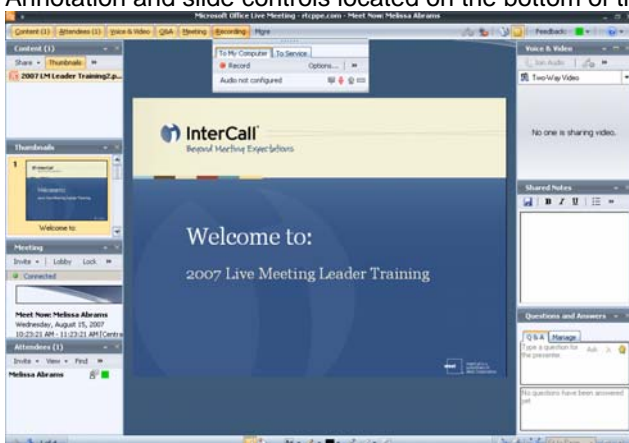 Annotation and slide controls located on the bottom of th
Microsoft Office Live Meeting - rtcppe.com - Meet Now: Melissa Abrams
Content (1) Attendees (1) Voice & Video Q&A Meeting Recording More Feedback:
Content (1)
Share Thumbnails
2007 LM Leader Training2.p...
To My Computer To Service
Record Options...
Audio not configured
Voice & Video
Join Audio
Two-Way Video
No one is sharing video.
Thumbnails
1
Welcome to:
InterCall
Beyond Meeting Expectations
Welcome to:
2007 Live Meeting Leader Training
Shared Notes
B I U
Meeting
Invite Lobby Lock
Connected
Meet Now: Melissa Abrams
Wednesday, August 15, 2007
10:23:21 AM - 11:23:21 AM (Centra
Attendees (1)
Invite View Find
Melissa Abrams
Questions and Answers
Q & A Manage
Type a question for the presenter. Ask
No questions have been answered
yet